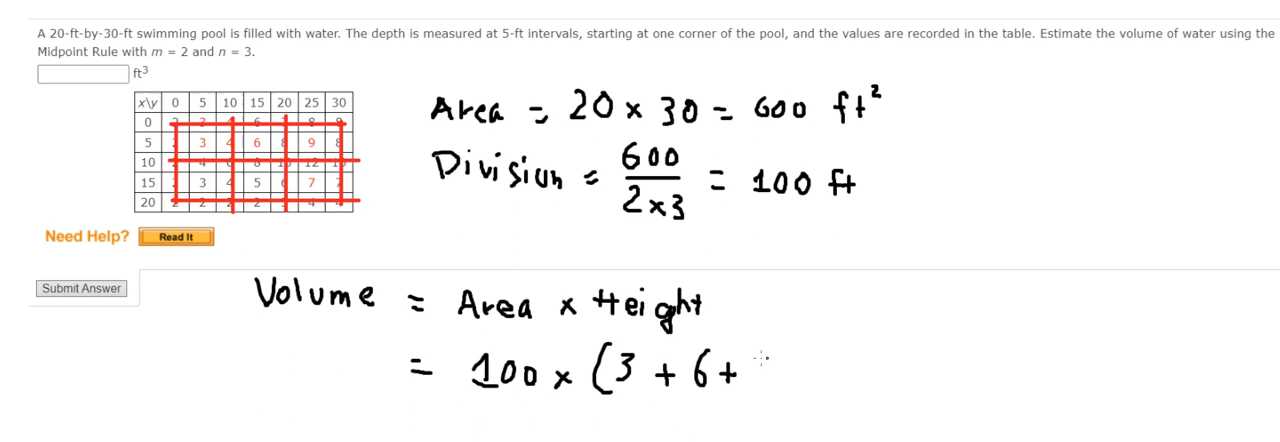 A 20-ft-by-30-ft swimming pool is filled with water. The depth is measured at 5-ft intervals, starting at one corner of the pool, and the values are recorded in the table. Estimate the volume of water using the
Midpoint Rule with m = 2 and n = 3.
ft³
x\y 0 5 10 15 20 25 30
0
5 3 4 6 8 9 8
10 12
15 3 4 5 7
20 2 2 2 2 4
Need Help? Read It
Submit Answer
Area = 20 x 30 = 600 ft²
Division = 600 / 2x3 = 100 ft
Volume = Area x Height
= 100 x (3 + 6 +